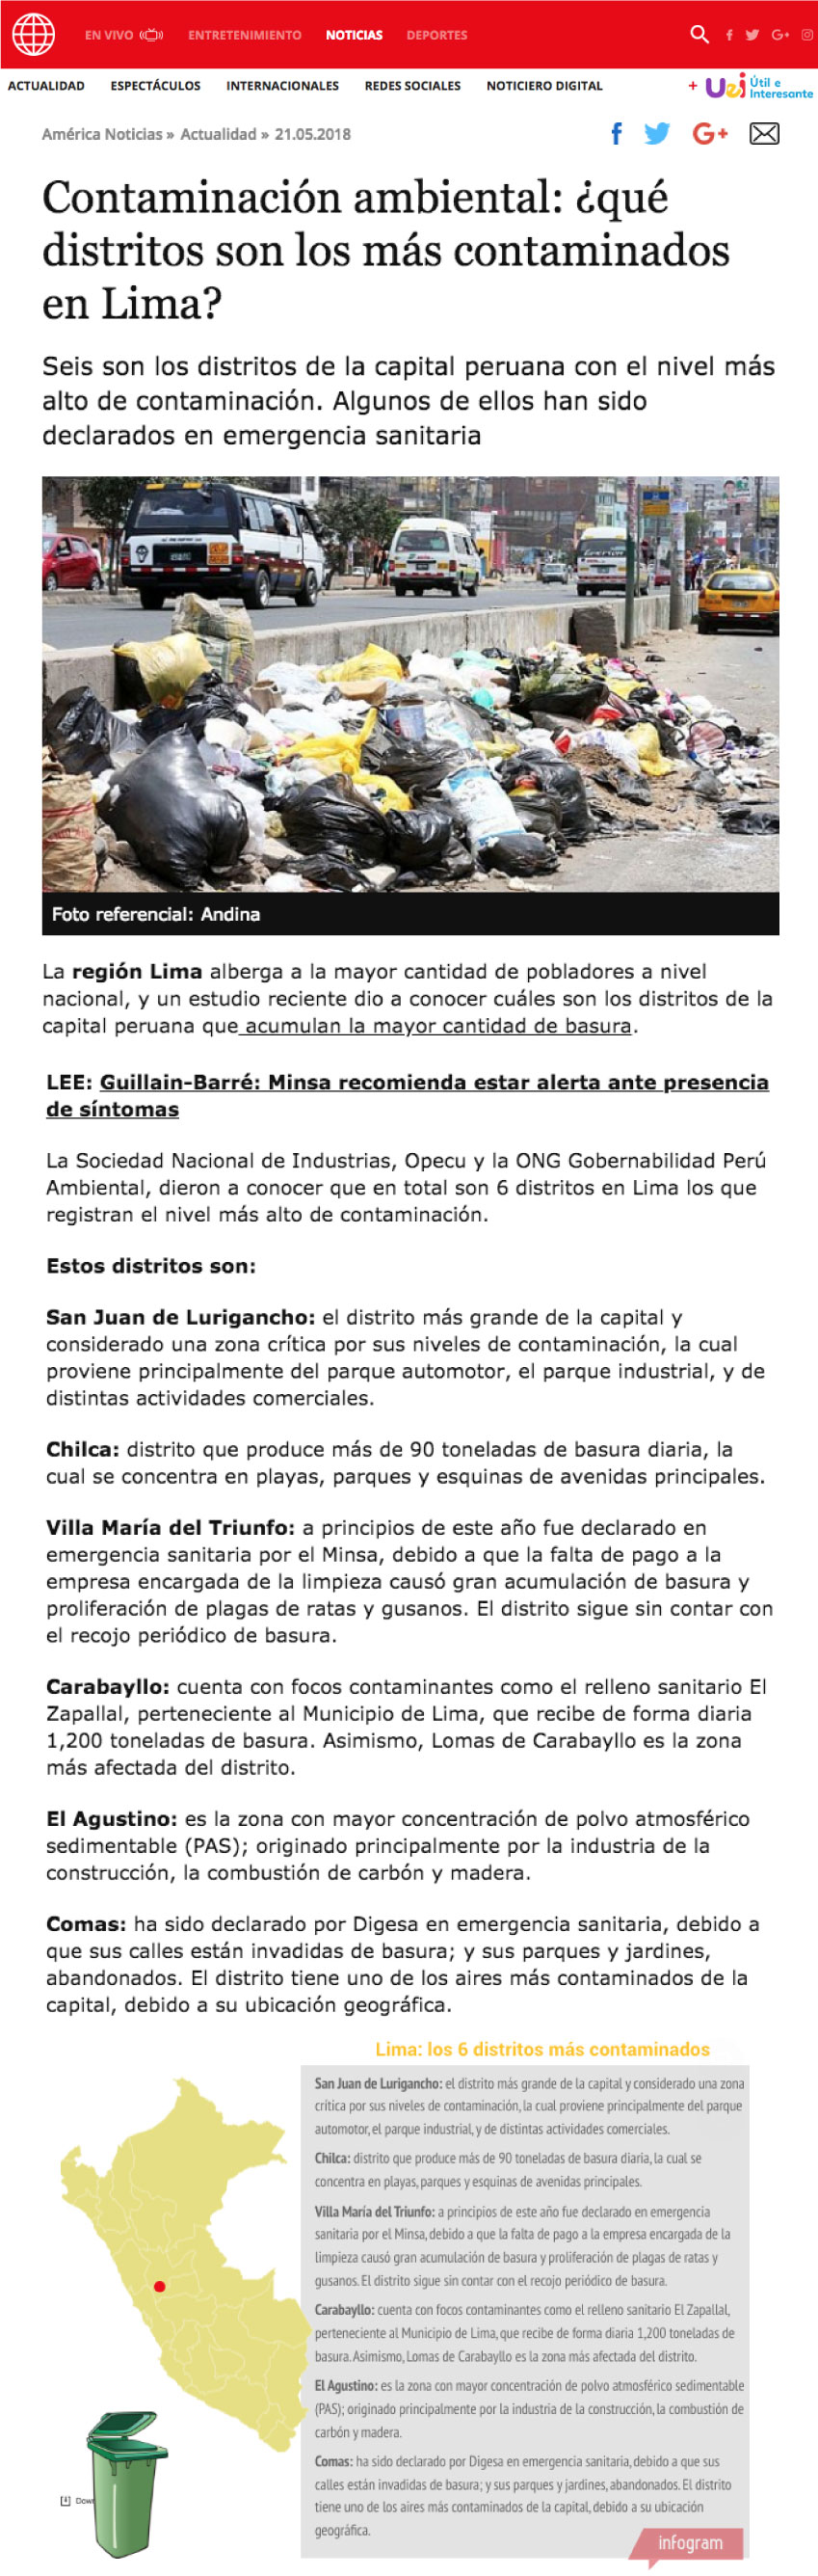 EN VIVO ENTRETENIMIENTO NOTICIAS DEPORTES
ACTUALIDAD ESPECTÁCULOS INTERNACIONALES REDES SOCIALES NOTICIERO DIGITAL + Uei Útil e
Interesante
América Noticias » Actualidad » 21.05.2018
Contaminación ambiental: ¿qué
distritos son los más contaminados
en Lima?
Seis son los distritos de la capital peruana con el nivel más
alto de contaminación. Algunos de ellos han sido
declarados en emergencia sanitaria
Foto referencial: Andina
La región Lima alberga a la mayor cantidad de pobladores a nivel
nacional, y un estudio reciente dio a conocer cuáles son los distritos de la
capital peruana que acumulan la mayor cantidad de basura.
LEE: Guillain-Barré: Minsa recomienda estar alerta ante presencia
de síntomas
La Sociedad Nacional de Industrias, Opecu y la ONG Gobernabilidad Perú
Ambiental, dieron a conocer que en total son 6 distritos en Lima los que
registran el nivel más alto de contaminación.
Estos distritos son:
San Juan de Lurigancho: el distrito más grande de la capital y
considerado una zona crítica por sus niveles de contaminación, la cual
proviene principalmente del parque automotor, el parque industrial, y de
distintas actividades comerciales.
Chilca: distrito que produce más de 90 toneladas de basura diaria, la
cual se concentra en playas, parques y esquinas de avenidas principales.
Villa María del Triunfo: a principios de este año fue declarado en
emergencia sanitaria por el Minsa, debido a que la falta de pago a la
empresa encargada de la limpieza causó gran acumulación de basura y
proliferación de plagas de ratas y gusanos. El distrito sigue sin contar con
el recojo periódico de basura.
Carabayllo: cuenta con focos contaminantes como el relleno sanitario El
Zapallal, perteneciente al Municipio de Lima, que recibe de forma diaria
1,200 toneladas de basura. Asimismo, Lomas de Carabayllo es la zona
más afectada del distrito.
El Agustino: es la zona con mayor concentración de polvo atmosférico
sedimentable (PAS); originado principalmente por la industria de la
construcción, la combustión de carbón y madera.
Comas: ha sido declarado por Digesa en emergencia sanitaria, debido a
que sus calles están invadidas de basura; y sus parques y jardines,
abandonados. El distrito tiene uno de los aires más contaminados de la
capital, debido a su ubicación geográfica.
Lima: los 6 distritos más contaminados
San Juan de Lurigancho: el distrito más grande de la capital y considerado una zona
crítica por sus niveles de contaminación, la cual proviene principalmente del parque
automotor, el parque industrial, y de distintas actividades comerciales.
Chilca: distrito que produce más de 90 toneladas de basura diaria, la cual se
concentra en playas, parques y esquinas de avenidas principales.
Villa María del Triunfo: a principios de este año fue declarado en emergencia
sanitaria por el Minsa, debido a que la falta de pago a la empresa encargada de la
limpieza causó gran acumulación de basura y proliferación de plagas de ratas y
gusanos. El distrito sigue sin contar con el recojo periódico de basura.
Carabayllo: cuenta con focos contaminantes como el relleno sanitario El Zapallal,
perteneciente al Municipio de Lima, que recibe de forma diaria 1,200 toneladas de
basura. Asimismo, Lomas de Carabayllo es la zona más afectada del distrito.
El Agustino: es la zona con mayor concentración de polvo atmosférico sedimentable
(PAS); originado principalmente por la industria de la construcción, la combustión de
carbón y madera.
Comas: ha sido declarado por Digesa en emergencia sanitaria, debido a que sus
calles están invadidas de basura; y sus parques y jardines, abandonados. El distrito
tiene uno de los aires más contaminados de la capital, debido a su ubicación
geográfica.
Down
infogram